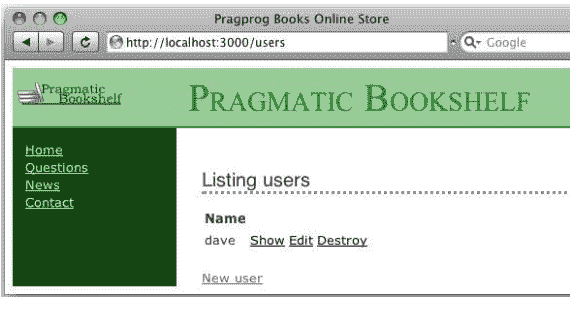 Pragprog Books Online Store
http://localhost:3000/users
Google
Pragmatic
Bookshelf
PRAGMATIC BOOKSHELF
Home
Questions
News
Contact
Listing users
Name
dave Show Edit Destroy
New user